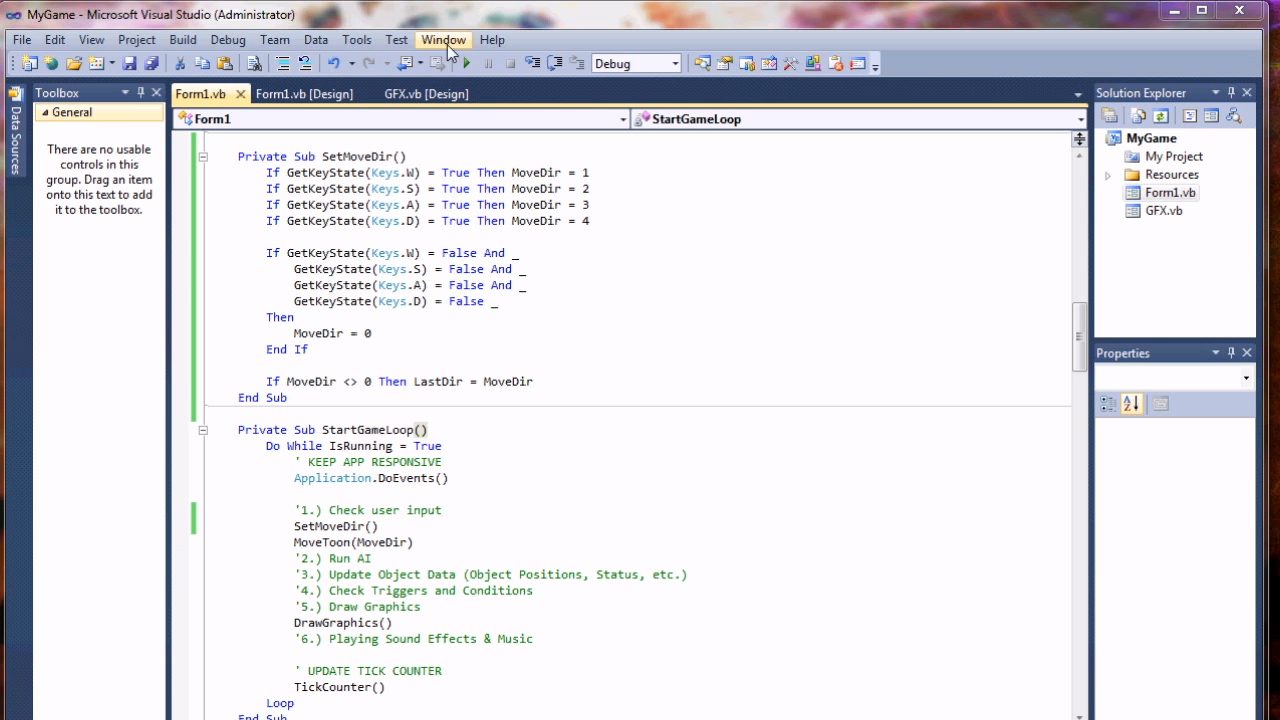 MyGame - Microsoft Visual Studio (Administrator)
File Edit View Project Build Debug Team Data Tools Test Window Help
Debug
Data Sources
Toolbox
General
There are no usable
controls in this
group. Drag an item
onto this text to add
it to the toolbox.
Form1.vb Form1.vb [Design] GFX.vb [Design]
Form1 StartGameLoop
Private Sub SetMoveDir()
If GetKeyState(Keys.W) = True Then MoveDir = 1
If GetKeyState(Keys.S) = True Then MoveDir = 2
If GetKeyState(Keys.A) = True Then MoveDir = 3
If GetKeyState(Keys.D) = True Then MoveDir = 4
If GetKeyState(Keys.W) = False And _
GetKeyState(Keys.S) = False And _
GetKeyState(Keys.A) = False And _
GetKeyState(Keys.D) = False _
Then
MoveDir = 0
End If
If MoveDir <> 0 Then LastDir = MoveDir
End Sub
Private Sub StartGameLoop()
Do While IsRunning = True
' KEEP APP RESPONSIVE
Application.DoEvents()
'1.) Check user input
SetMoveDir()
MoveToon(MoveDir)
'2.) Run AI
'3.) Update Object Data (Object Positions, Status, etc.)
'4.) Check Triggers and Conditions
'5.) Draw Graphics
DrawGraphics()
'6.) Playing Sound Effects & Music
' UPDATE TICK COUNTER
TickCounter()
Loop
End Sub
Solution Explorer
MyGame
My Project
Resources
Form1.vb
GFX.vb
Properties